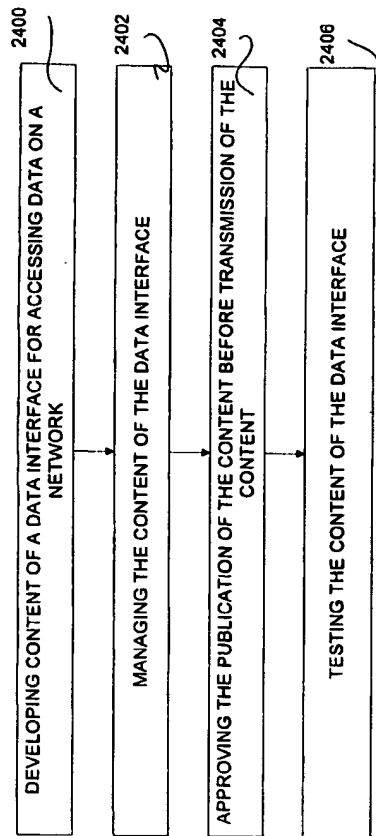 2400
DEVELOPING CONTENT OF A DATA INTERFACE FOR ACCESSING DATA ON A
NETWORK
2402
MANAGING THE CONTENT OF THE DATA INTERFACE
2404
APPROVING THE PUBLICATION OF THE CONTENT BEFORE TRANSMISSION OF THE
CONTENT
2406
TESTING THE CONTENT OF THE DATA INTERFACE